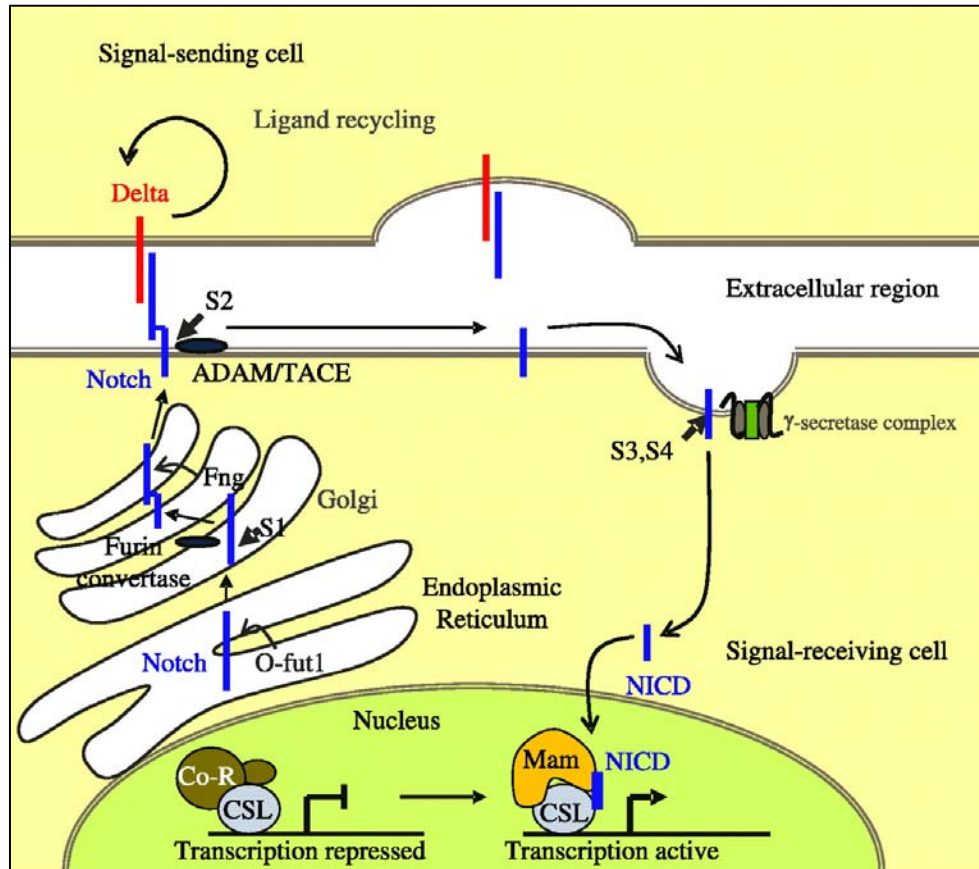 Signal-sending cell
Ligand recycling
Delta
Extracellular region
S2
Notch
ADAM/TACE
γ-secretase complex
S3,S4
Fng
Golgi
S1
Furin
convertase
Endoplasmic
Reticulum
Notch
O-fut1
Signal-receiving cell
NICD
Nucleus
Co-R
CSL
Mam
NICD
CSL
Transcription repressed
Transcription active